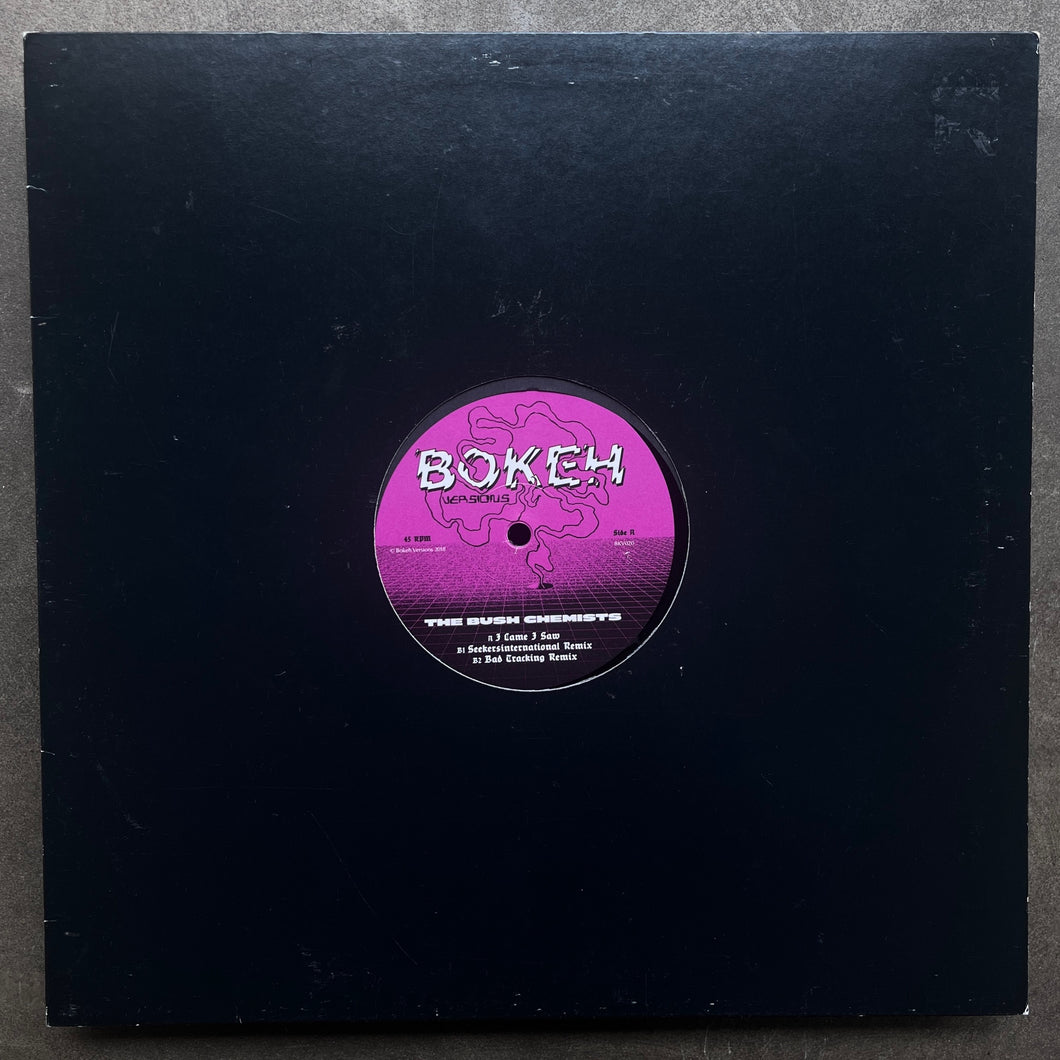 BOKEH
VERSIONS
45 RPM
Side A
© Bokeh Versions 2018
BKV020
THE BUSH CHEMISTS
A I Came I Saw
B1 Seekersinternational Remix
B2 Bad Tracking Remix